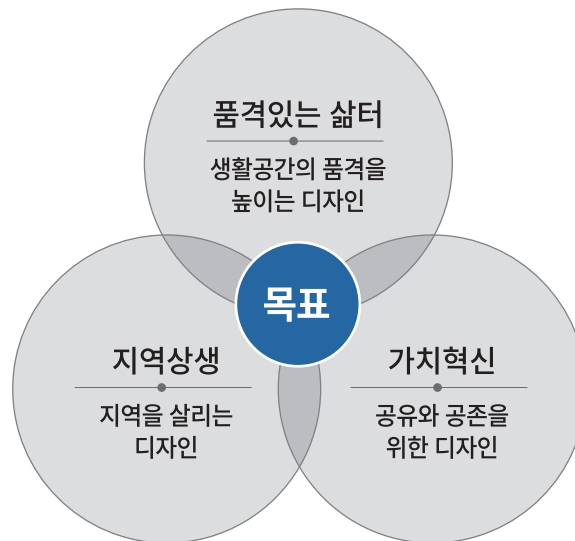 품격있는 삶터
생활공간의 품격을
높이는 디자인
목표
지역상생
지역을 살리는
디자인
가치혁신
공유와 공존을
위한 디자인